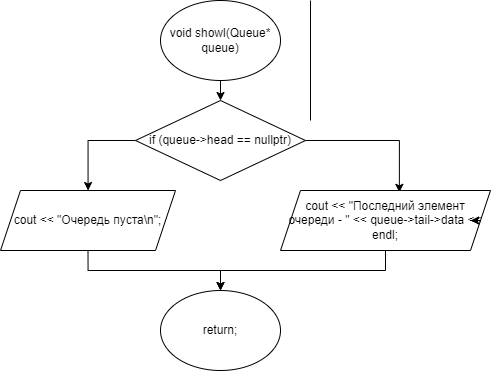 void showl(Queue*
queue)
if (queue->head == nullptr)
cout << "Очередь пуста\n";
cout << "Последний элемент
очереди - " << queue->tail->data <<
endl;
return;